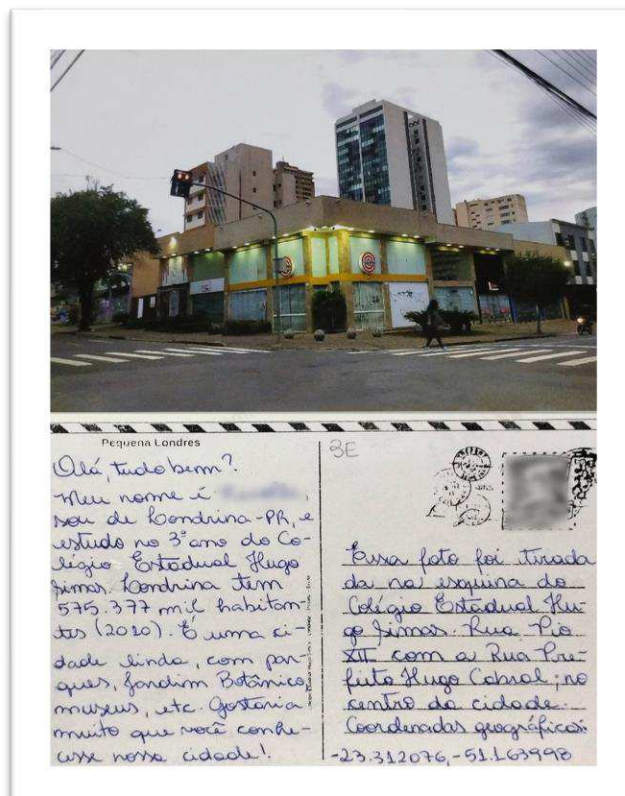 Pequena Londres
Olá, tudo bem?
Meu nome é
sou de Londrina-PR, e
estudo no 3º ano do Co-
légio Estadual Hugo
Simas. Londrina tem
575.377 mil habitan-
tes (2020). É uma ci
dade linda, com par-
ques, Jardim Botânico,
museus, etc. Gostaria
muito que você conhe-
cesse nossa cidade!
3E
Essa foto foi tirada
da na esquina do
Colégio Estadual Hu-
go Simas. Rua Pio
XII com a Rua Pre-
feito Hugo Cabral; no
centro da cidade.
Coordenadas geográficas:
-23.312076, -51.163998